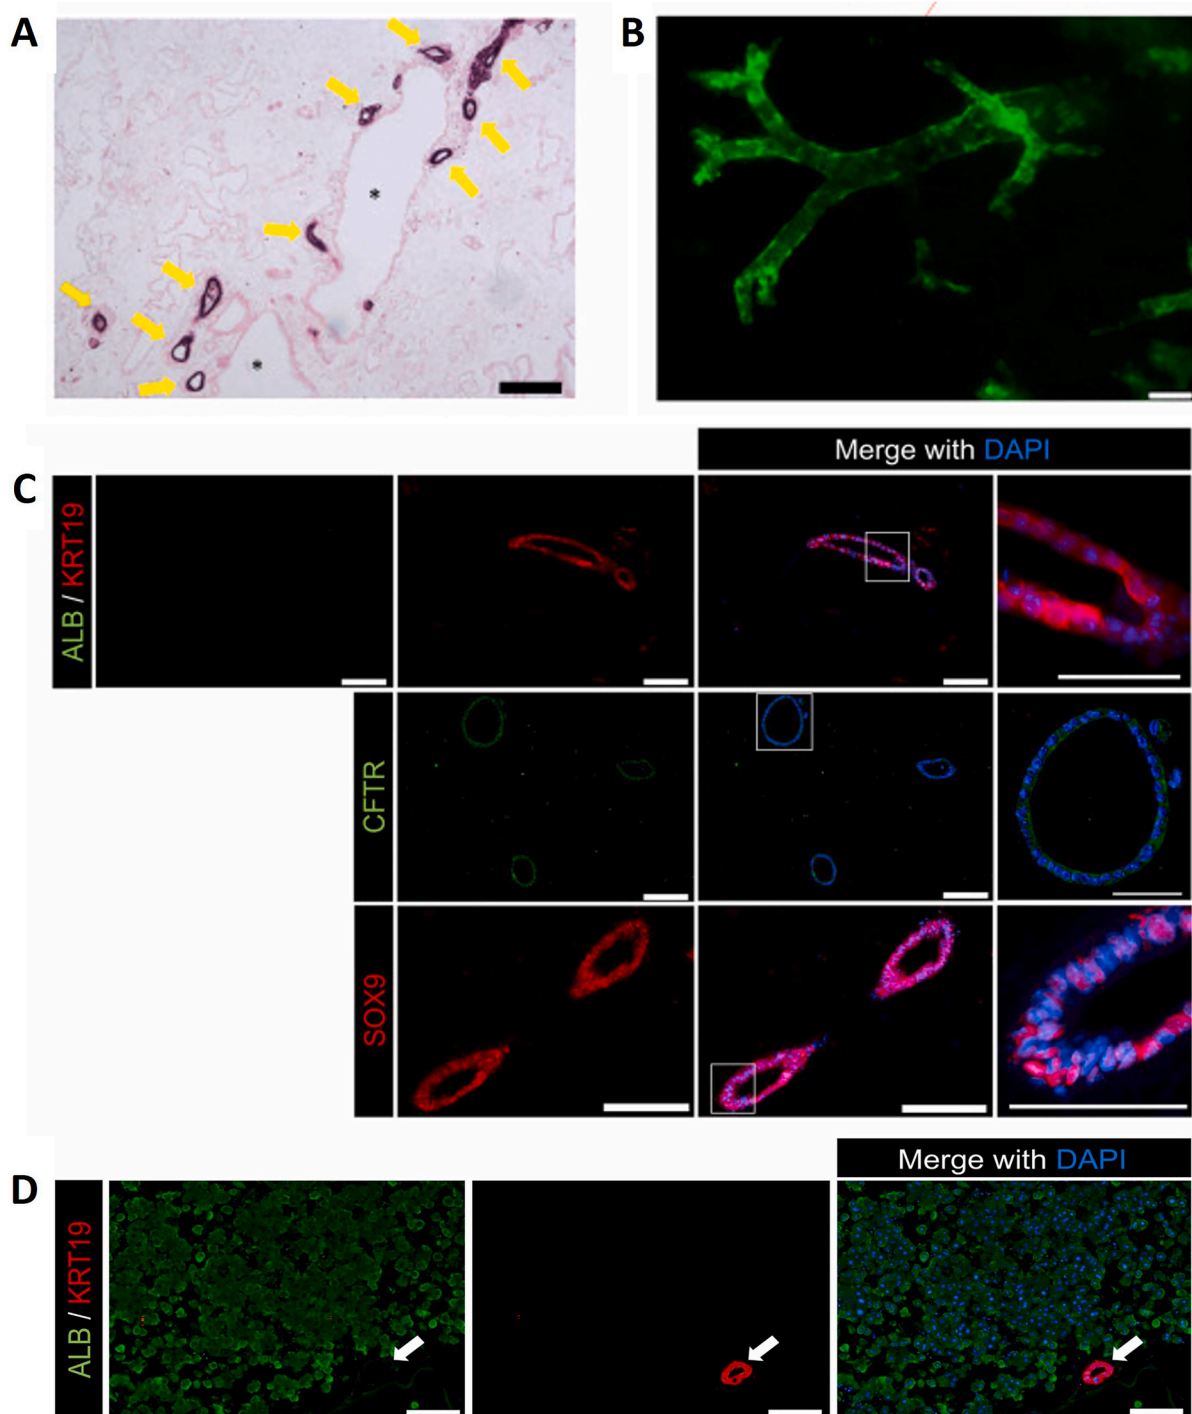 A
B
*
*
Merge with DAPI
C
ALB / KRT19
CFTR
SOX9
Merge with DAPI
D
ALB / KRT19